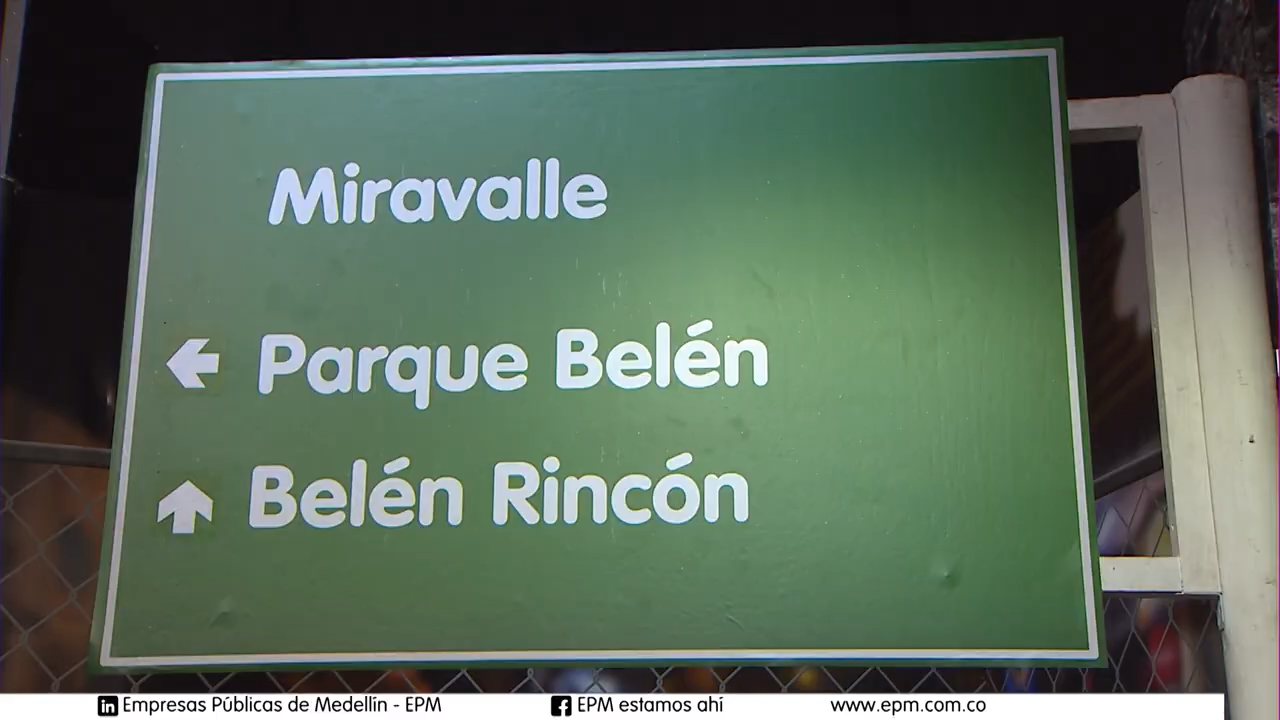 Miravalle
Parque Belén
Belén Rincón
Empresas Públicas de Medellín - EPM
EPM estamos ahí
www.epm.com.co